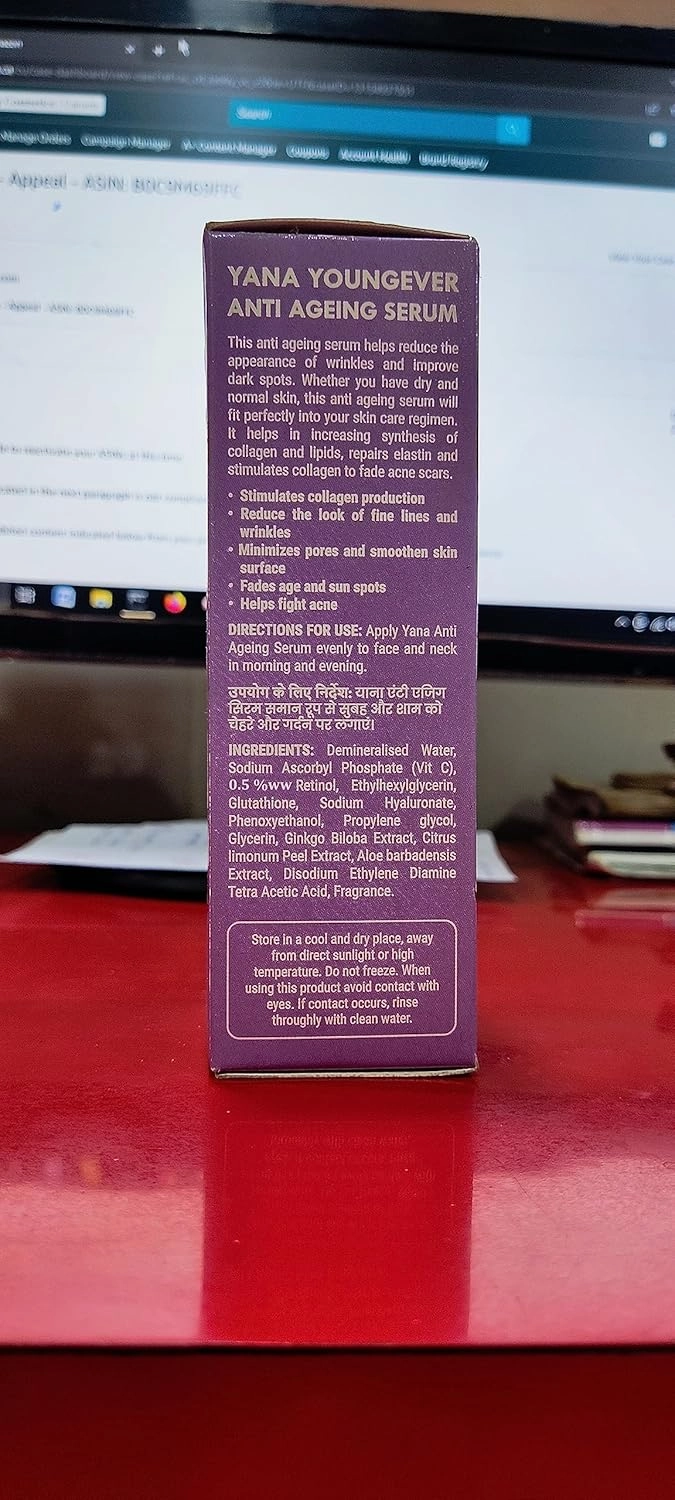 Search
Manage Orders Campaign Manager A+ Content Manager Coupons Account Health Brand Registry
- Appeal - ASIN:
YANA YOUNGEVER
ANTI AGEING SERUM
This anti ageing serum helps reduce the
appearance of wrinkles and improve
dark spots. Whether you have dry and
normal skin, this anti ageing serum will
fit perfectly into your skin care regimen.
It helps in increasing synthesis of
collagen and lipids, repairs elastin and
stimulates collagen to fade acne scars.
• Stimulates collagen production
• Reduce the look of fine lines and
wrinkles
• Minimizes pores and smoothen skin
surface
• Fades age and sun spots
• Helps fight acne
DIRECTIONS FOR USE: Apply Yana Anti
Ageing Serum evenly to face and neck
in morning and evening.
उपयोग के लिए निर्देश: याना एंटी एजिंग
सिरम समान रूप से सुबह और शाम को
चेहरे और गर्दन पर लगाएं।
INGREDIENTS: Demineralised Water,
Sodium Ascorbyl Phosphate (Vit C),
0.5 %ww Retinol, Ethylhexylglycerin,
Glutathione, Sodium Hyaluronate,
Phenoxyethanol, Propylene glycol,
Glycerin, Ginkgo Biloba Extract, Citrus
limonum Peel Extract, Aloe barbadensis
Extract, Disodium Ethylene Diamine
Tetra Acetic Acid, Fragrance.
Store in a cool and dry place, away
from direct sunlight or high
temperature. Do not freeze. When
using this product avoid contact with
eyes. If contact occurs, rinse
throughly with clean water.